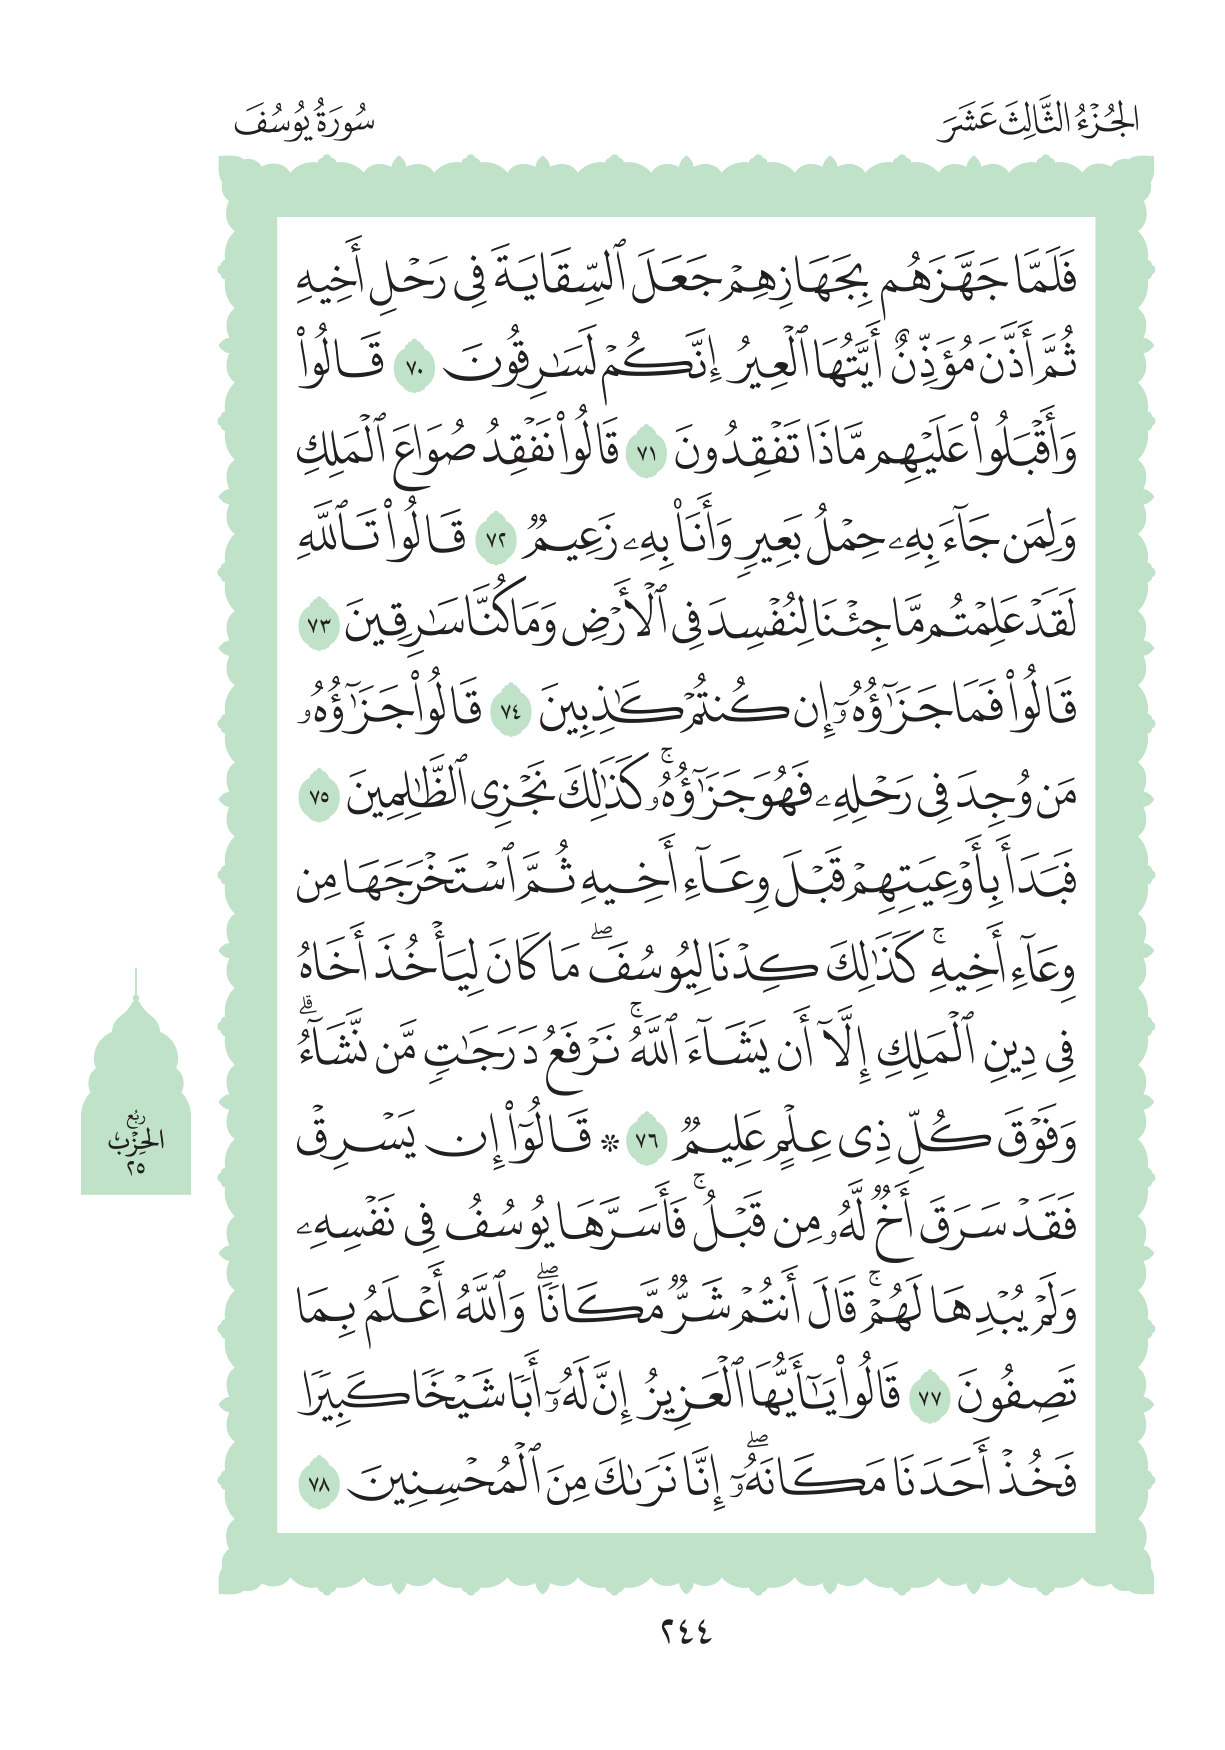 الجُزْءُ الثَّالِثَ عَشَرَ
سُورَةُ يُوسُفَ
فَلَمَّا جَهَّزَهُم بِجَهَازِهِمْ جَعَلَ ٱلسِّقَايَةَ فِى رَحْلِ أَخِيهِ
ثُمَّ أَذَّنَ مُؤَذِّنٌ أَيَّتُهَا ٱلْعِيرُ إِنَّكُمْ لَسَـٰرِقُونَ ٧٠ قَالُوا۟
وَأَقْبَلُوا۟ عَلَيْهِم مَّاذَا تَفْقِدُونَ ٧١ قَالُوا۟ نَفْقِدُ صُوَاعَ ٱلْمَلِكِ
وَلِمَن جَآءَ بِهِۦ حِمْلُ بَعِيرٍ وَأَنَا۠ بِهِۦ زَعِيمٌ ٧٢ قَالُوا۟ تَٱللَّهِ
لَقَدْ عَلِمْتُم مَّا جِئْنَا لِنُفْسِدَ فِى ٱلْأَرْضِ وَمَا كُنَّا سَـٰرِقِينَ ٧٣
قَالُوا۟ فَمَا جَزَٰٓؤُهُۥٓ إِن كُنتُمْ كَـٰذِبِينَ ٧٤ قَالُوا۟ جَزَٰٓؤُهُۥ
مَن وُجِدَ فِى رَحْلِهِۦ فَهُوَ جَزَٰٓؤُهُۥ ۚ كَذَٰلِكَ نَجْزِى ٱلظَّـٰلِمِينَ ٧٥
فَبَدَأَ بِأَوْعِيَتِهِمْ قَبْلَ وِعَآءِ أَخِيهِ ثُمَّ ٱسْتَخْرَجَهَا مِن
وِعَآءِ أَخِيهِ ۚ كَذَٰلِكَ كِدْنَا لِيُوسُفَ ۖ مَا كَانَ لِيَأْخُذَ أَخَاهُ
فِى دِينِ ٱلْمَلِكِ إِلَّآ أَن يَشَآءَ ٱللَّهُ ۚ نَرْفَعُ دَرَجَـٰتٍ مَّن نَّشَآءُ ۗ
وَفَوْقَ كُلِّ ذِى عِلْمٍ عَلِيمٌ ٧٦ ۞ قَالُوٓا۟ إِن يَسْرِقْ
فَقَدْ سَرَقَ أَخٌ لَّهُۥ مِن قَبْلُ ۚ فَأَسَرَّهَا يُوسُفُ فِى نَفْسِهِۦ
وَلَمْ يُبْدِهَا لَهُمْ ۚ قَالَ أَنتُمْ شَرٌّ مَّكَانًا ۖ وَٱللَّهُ أَعْلَمُ بِمَا
تَصِفُونَ ٧٧ قَالُوا۟ يَـٰٓأَيُّهَا ٱلْعَزِيزُ إِنَّ لَهُۥٓ أَبًا شَيْخًا كَبِيرًا
فَخُذْ أَحَدَنَا مَكَانَهُۥٓ ۖ إِنَّا نَرَىٰكَ مِنَ ٱلْمُحْسِنِينَ ٧٨
رُبْع
الحِزْب
٢٥
٢٤٤